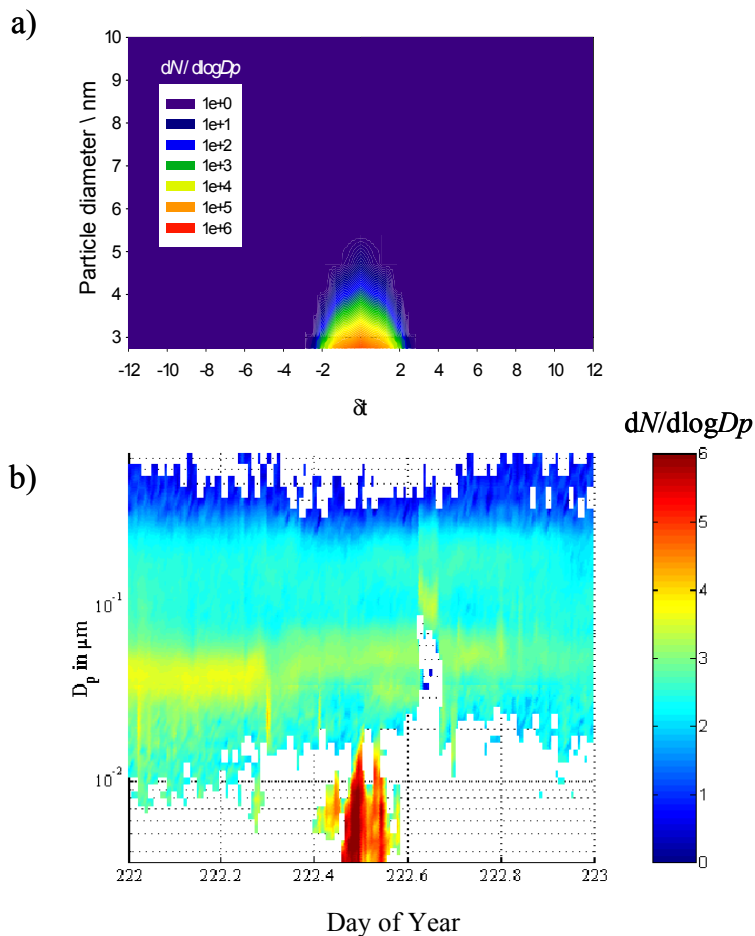 a)
10
9
8
7
6
5
4
3
Particle diameter \ nm
dN/ dlogDp
1e+0
1e+1
1e+2
1e+3
1e+4
1e+5
1e+6
-12 -10 -8 -6 -4 -2 0 2 4 6 8 10 12
δt
b)
dN/dlogDp
6
5
4
3
2
1
0
10⁻¹
10⁻²
Dₚ in μm
222 222.2 222.4 222.6 222.8 223
Day of Year